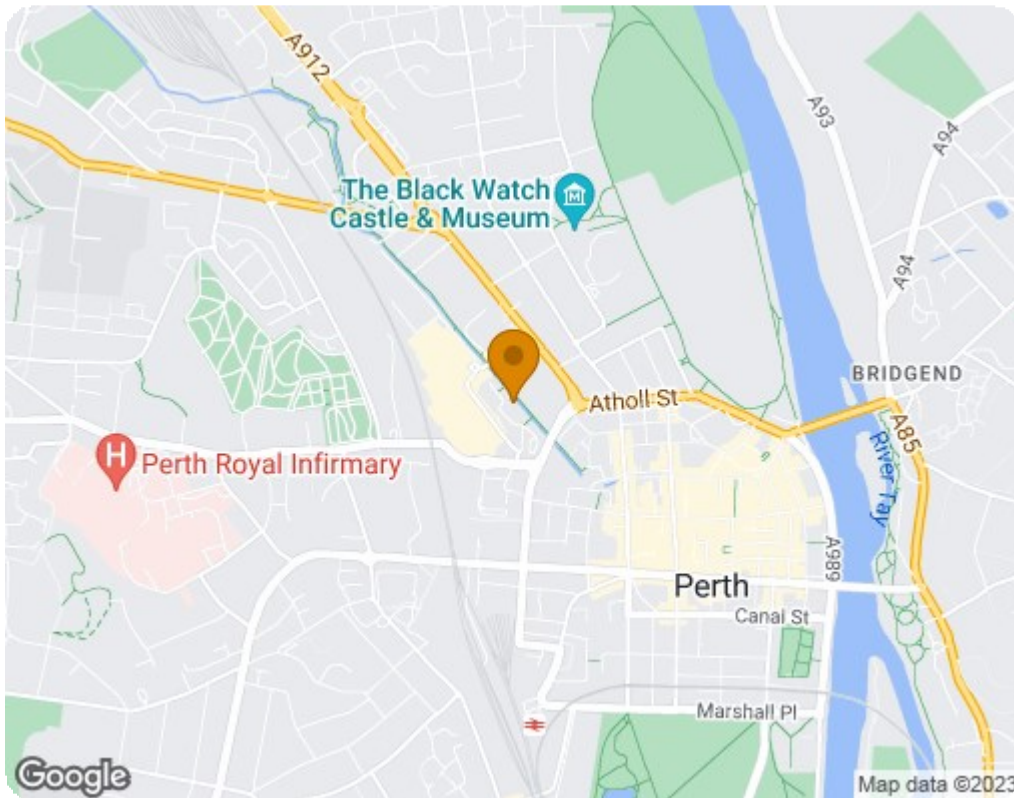 A912
A93
A94
The Black Watch
Castle & Museum
A94
BRIDGEND
Atholl St
A85
River Tay
H
Perth Royal Infirmary
A989
Perth
Canal St
Marshall Pl
Google
Map data ©2023